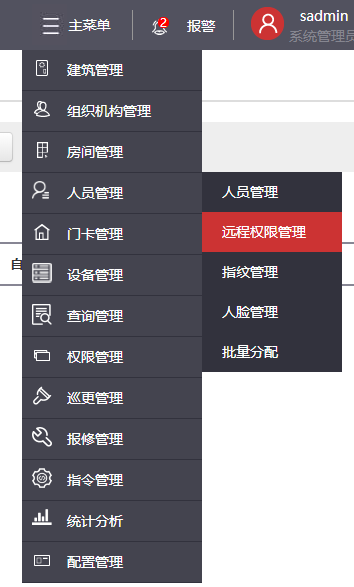 主菜单
2
报警
sadmin
系统管理员
建筑管理
组织机构管理
房间管理
人员管理
门卡管理
设备管理
查询管理
权限管理
巡更管理
报修管理
指令管理
统计分析
配置管理
人员管理
远程权限管理
指纹管理
人脸管理
批量分配
自